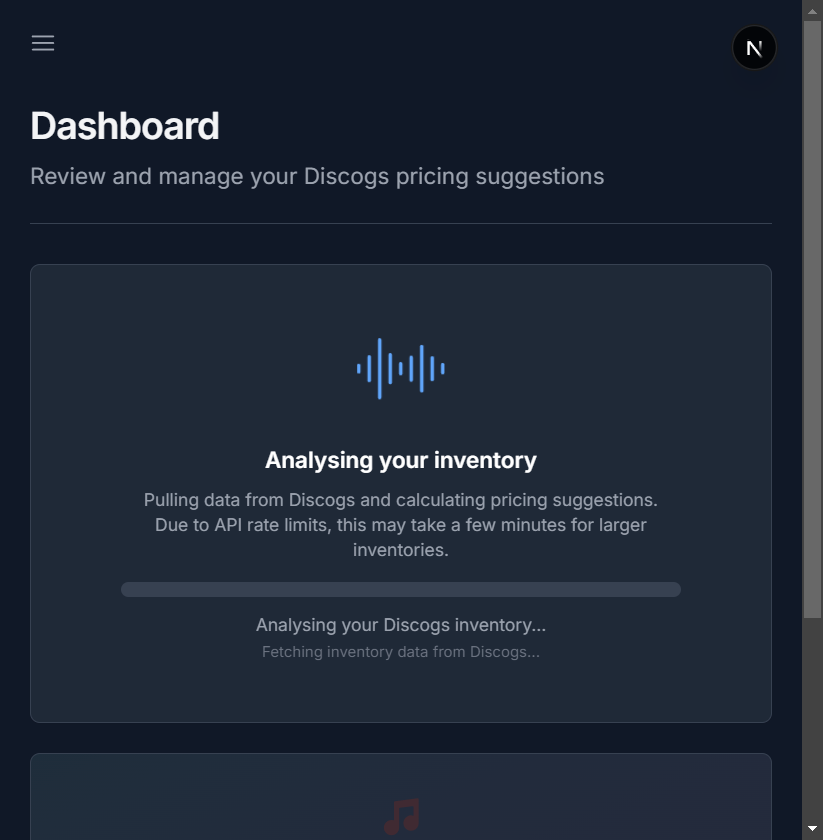 N
Dashboard
Review and manage your Discogs pricing suggestions
Analysing your inventory
Pulling data from Discogs and calculating pricing suggestions.
Due to API rate limits, this may take a few minutes for larger
inventories.
Analysing your Discogs inventory...
Fetching inventory data from Discogs...